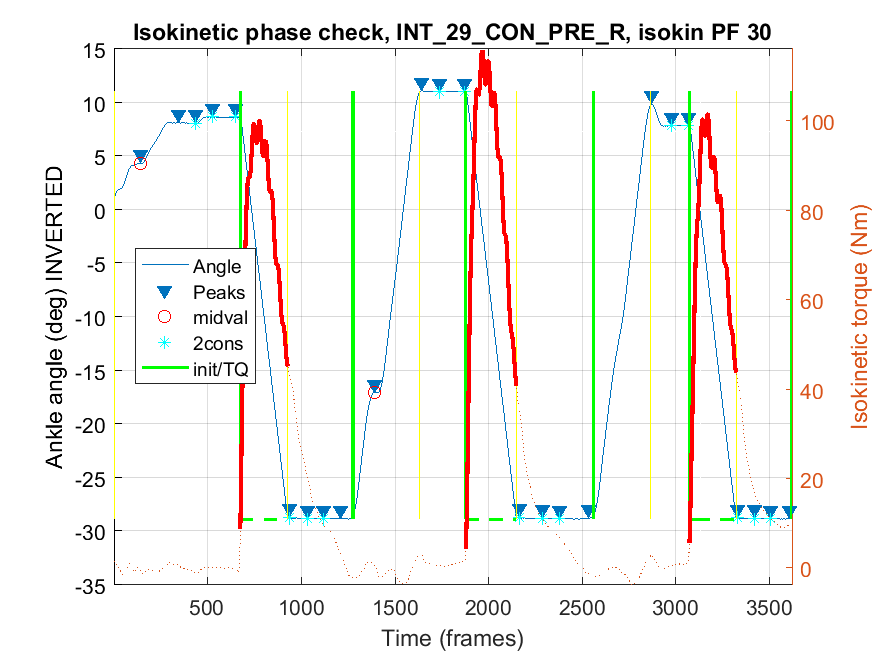 Isokinetic phase check, INT_29_CON_PRE_R, isokin PF 30
Ankle angle (deg) INVERTED
15
10
5
0
-5
-10
-15
-20
-25
-30
-35
Angle
Peaks
midval
2cons
init/TQ
100
80
60
40
20
0
Isokinetic torque (Nm)
500
1000
1500
2000
2500
3000
3500
Time (frames)